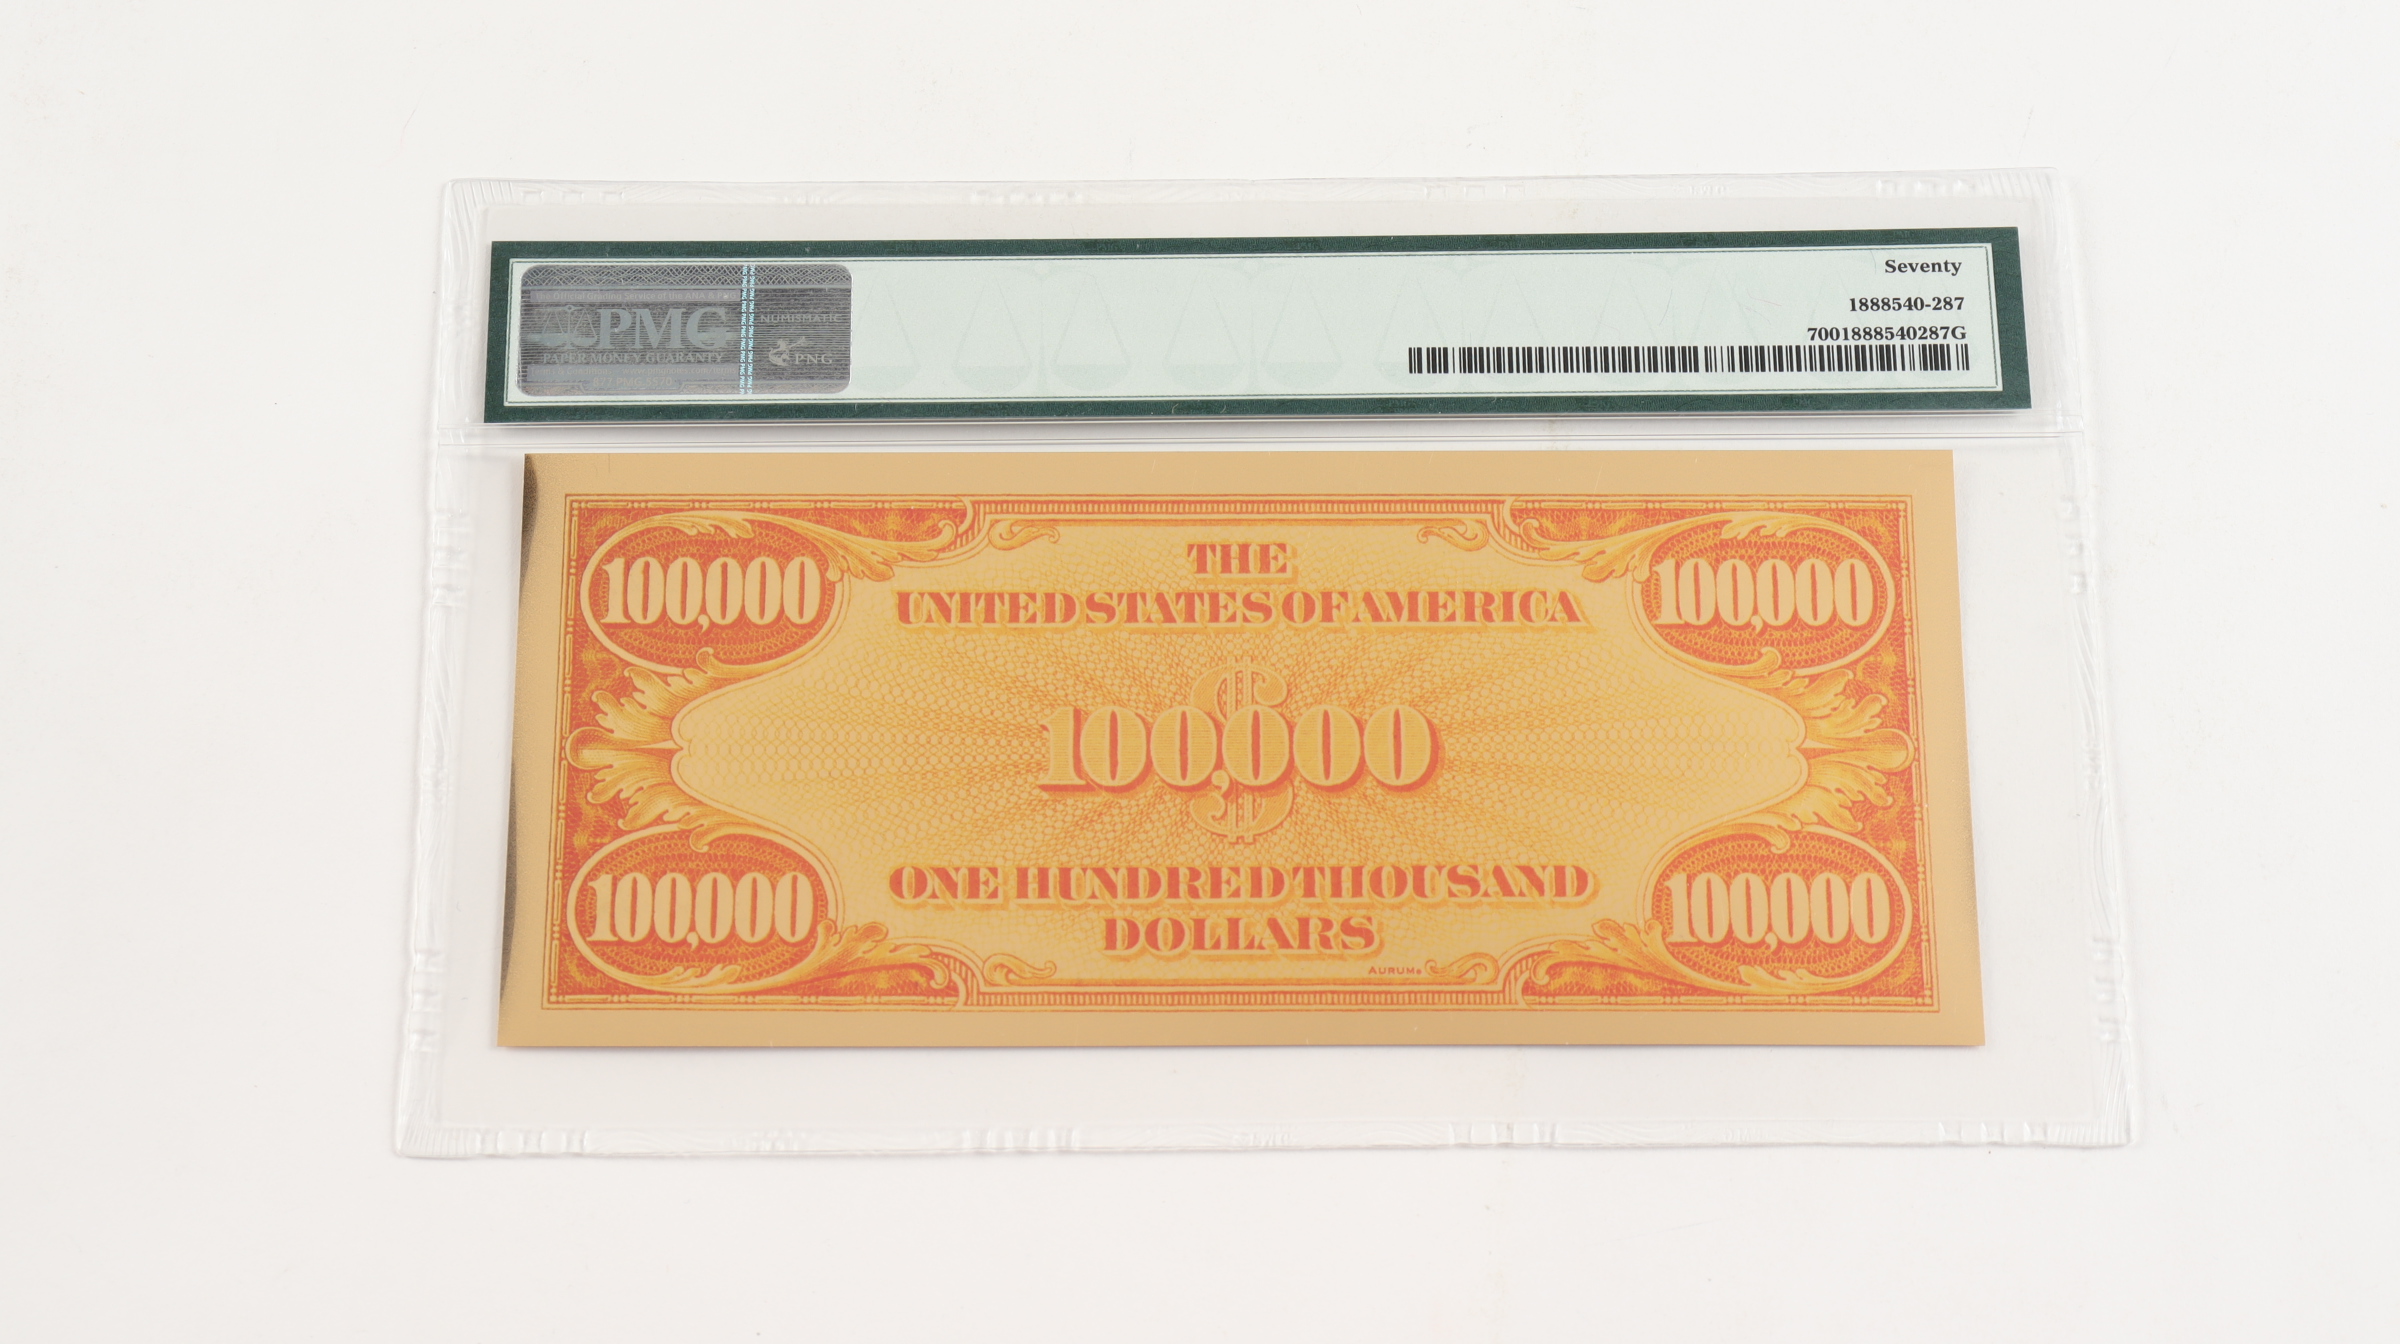 Seventy
1888540-287
7001888540287G
PMG
PAPER MONEY GUARANTY
NUMISMATIC
PNG
100,000
100,000
THE
UNITED STATES OF AMERICA
$
100,000
ONE HUNDRED THOUSAND
DOLLARS
100,000
100,000
AURUM®